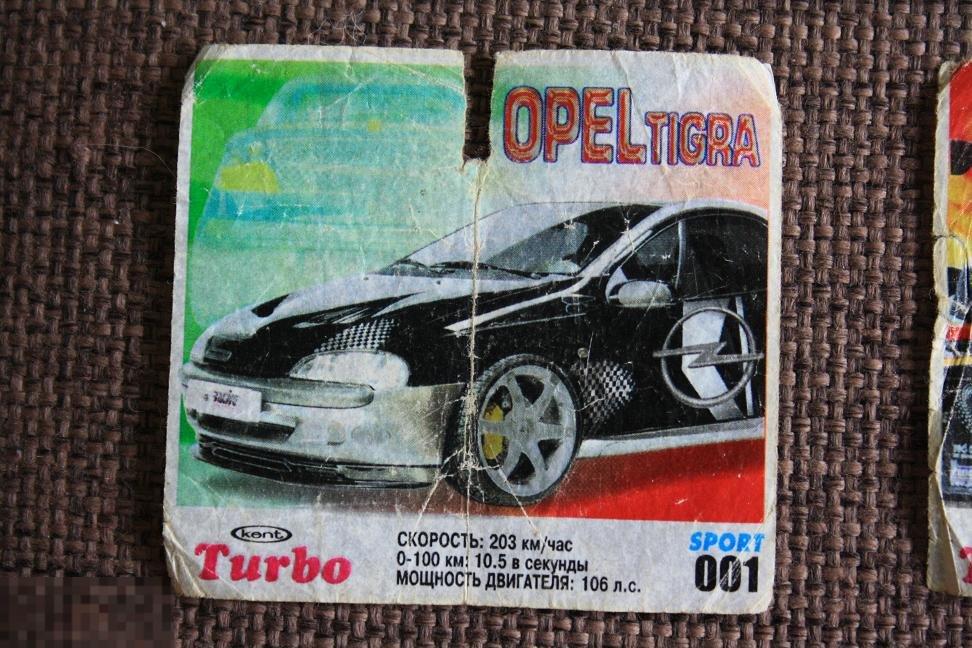 OPEL TIGRA
kent
Turbo
СКОРОСТЬ: 203 км/час
0-100 км: 10.5 в секунды
МОЩНОСТЬ ДВИГАТЕЛЯ: 106 л.с.
SPORT
001